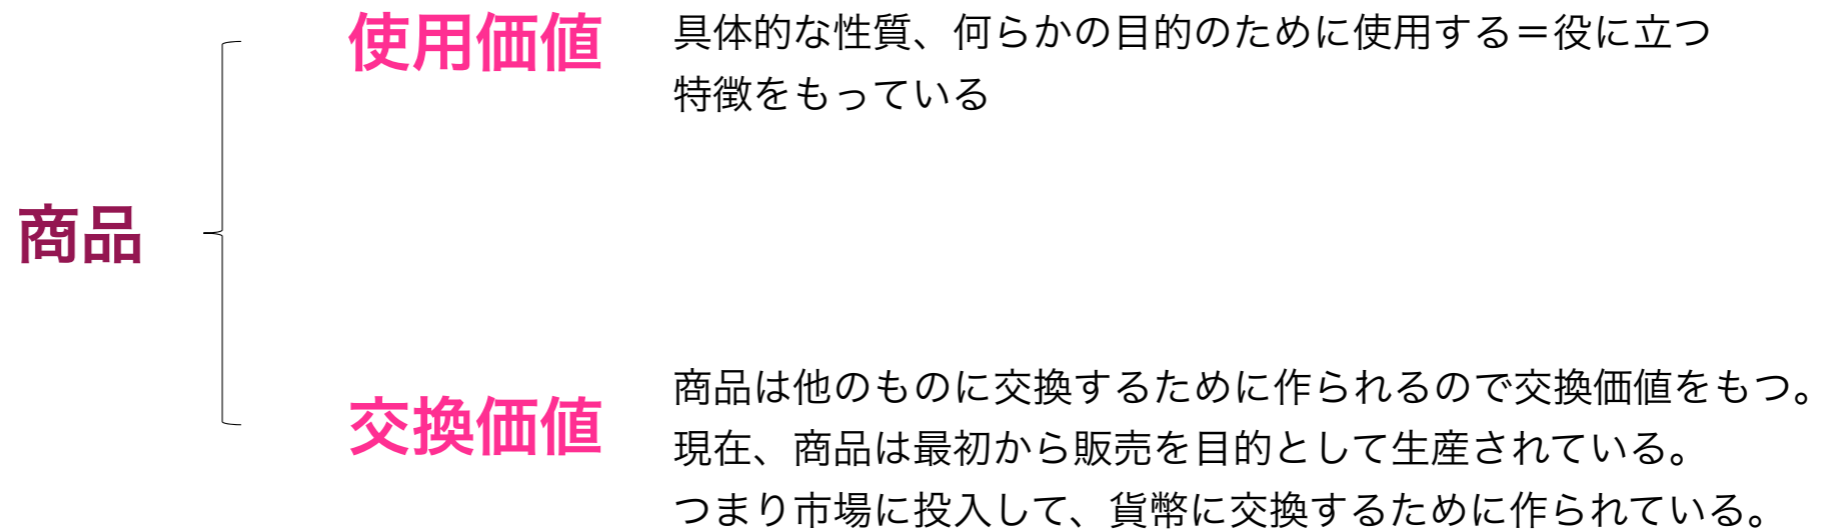 使用価値
具体的な性質、何らかの目的のために使用する＝役に立つ
特徴をもっている
商品
交換価値
商品は他のものに交換するために作られるので交換価値をもつ。
現在、商品は最初から販売を目的として生産されている。
つまり市場に投入して、貨幣に交換するために作られている。